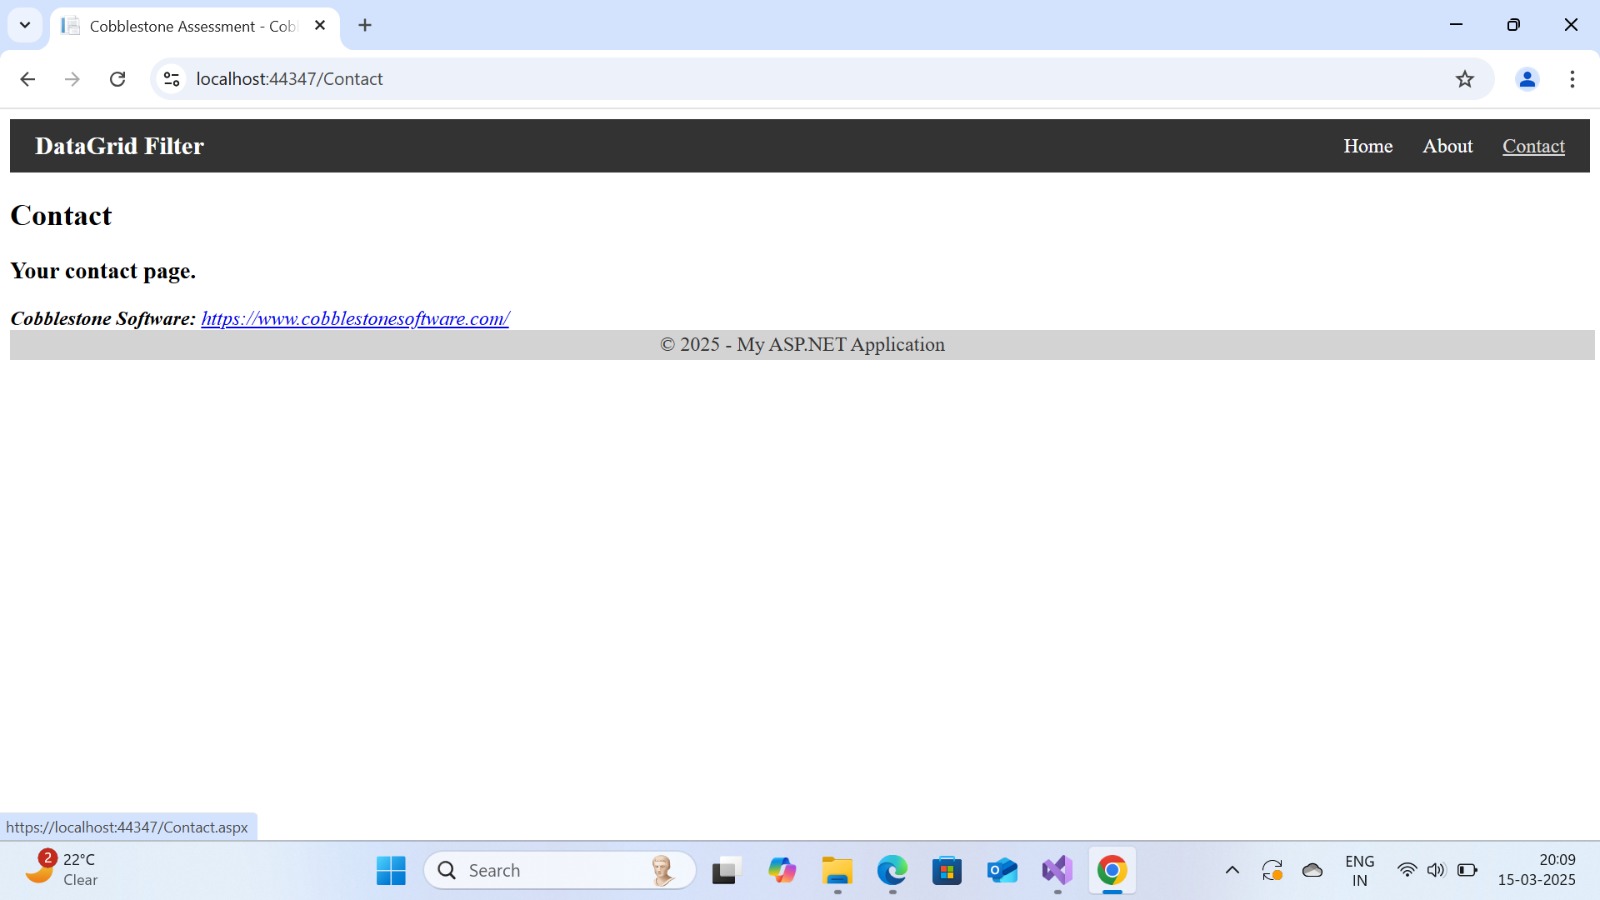 Cobblestone Assessment - Cob
localhost:44347/Contact
DataGrid Filter
Home
About
Contact
Contact
Your contact page.
Cobblestone Software: https://www.cobblestonesoftware.com/
© 2025 - My ASP.NET Application
https://localhost:44347/Contact.aspx
2
22°C
Clear
Search
ENG
IN
20:09
15-03-2025